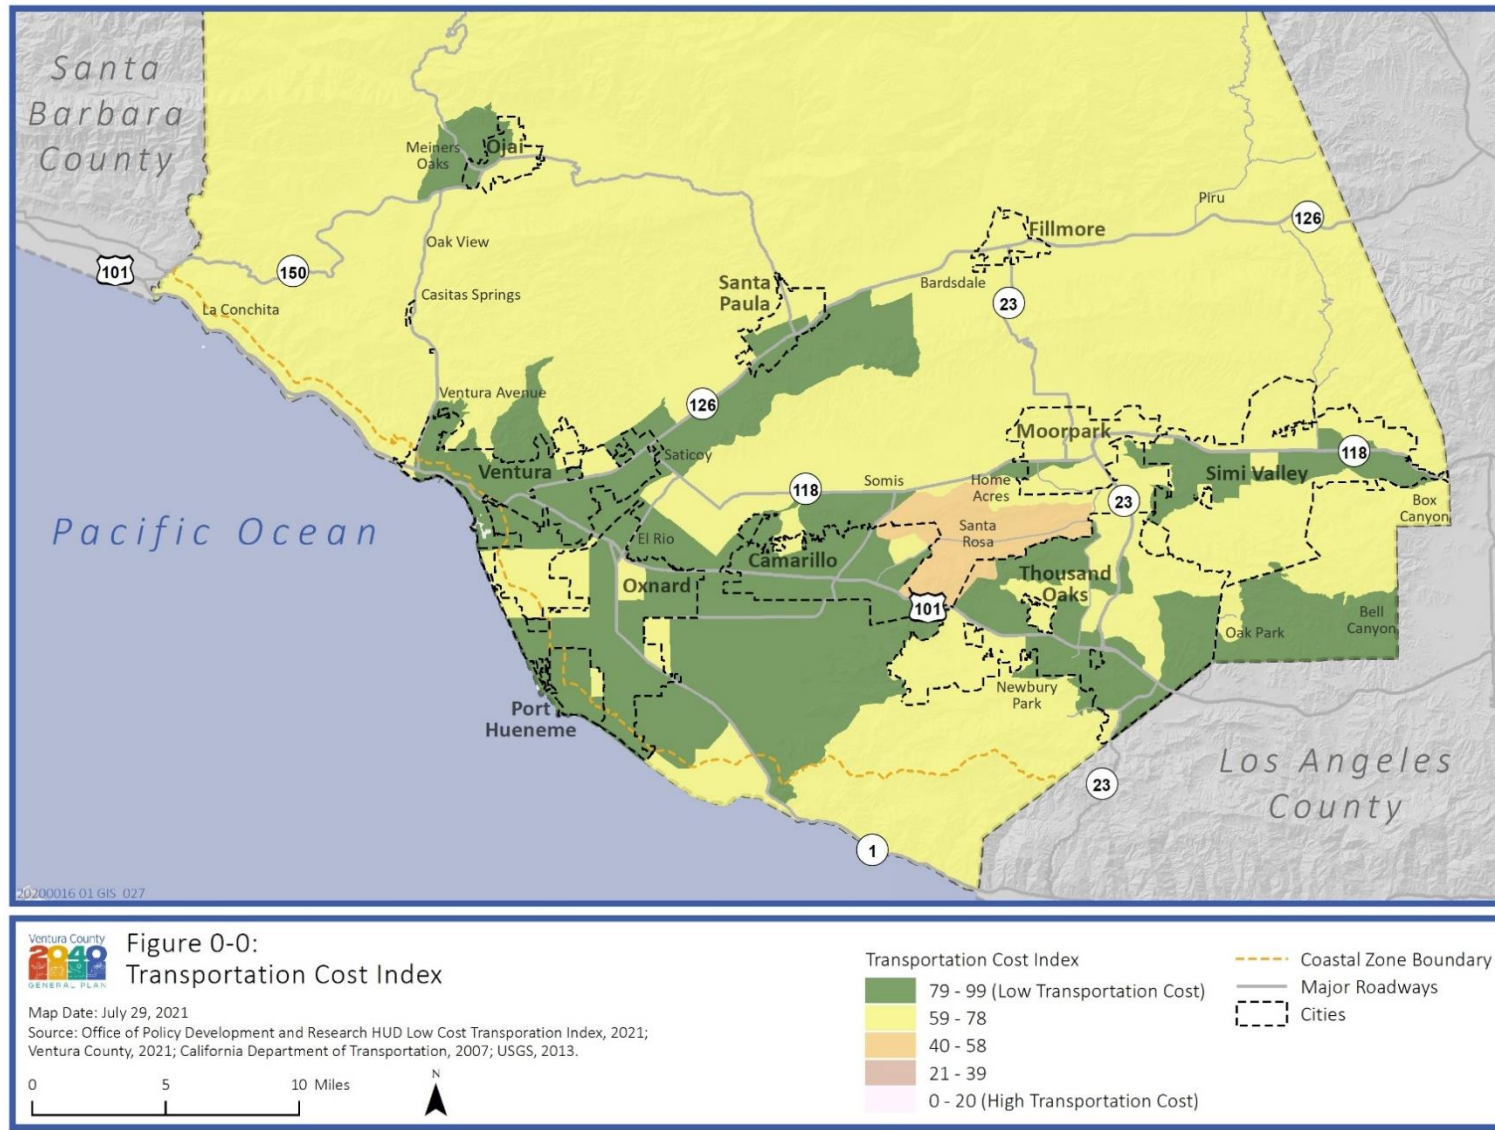 Santa
Barbara
County
Meiners
Oaks
Ojai
Piru
126
Fillmore
Oak View
101
150
Santa
Paula
Bardsdale
23
Casitas Springs
La Conchita
Ventura Avenue
126
Moorpark
Saticoy
Ventura
118
Simi Valley
118
Somis
Home
Acres
23
Box
Canyon
Pacific Ocean
El Rio
Santa
Rosa
Camarillo
Oxnard
Thousand
Oaks
101
Bell
Canyon
Oak Park
Newbury
Park
Port
Hueneme
Los Angeles
County
23
1
20200016 01 GIS 027
Ventura County
2040
GENERAL PLAN
Figure 0-0:
Transportation Cost Index
Map Date: July 29, 2021
Source: Office of Policy Development and Research HUD Low Cost Transporation Index, 2021;
Ventura County, 2021; California Department of Transportation, 2007; USGS, 2013.
0 5 10 Miles
N
Transportation Cost Index
79 - 99 (Low Transportation Cost)
59 - 78
40 - 58
21 - 39
0 - 20 (High Transportation Cost)
Coastal Zone Boundary
Major Roadways
Cities